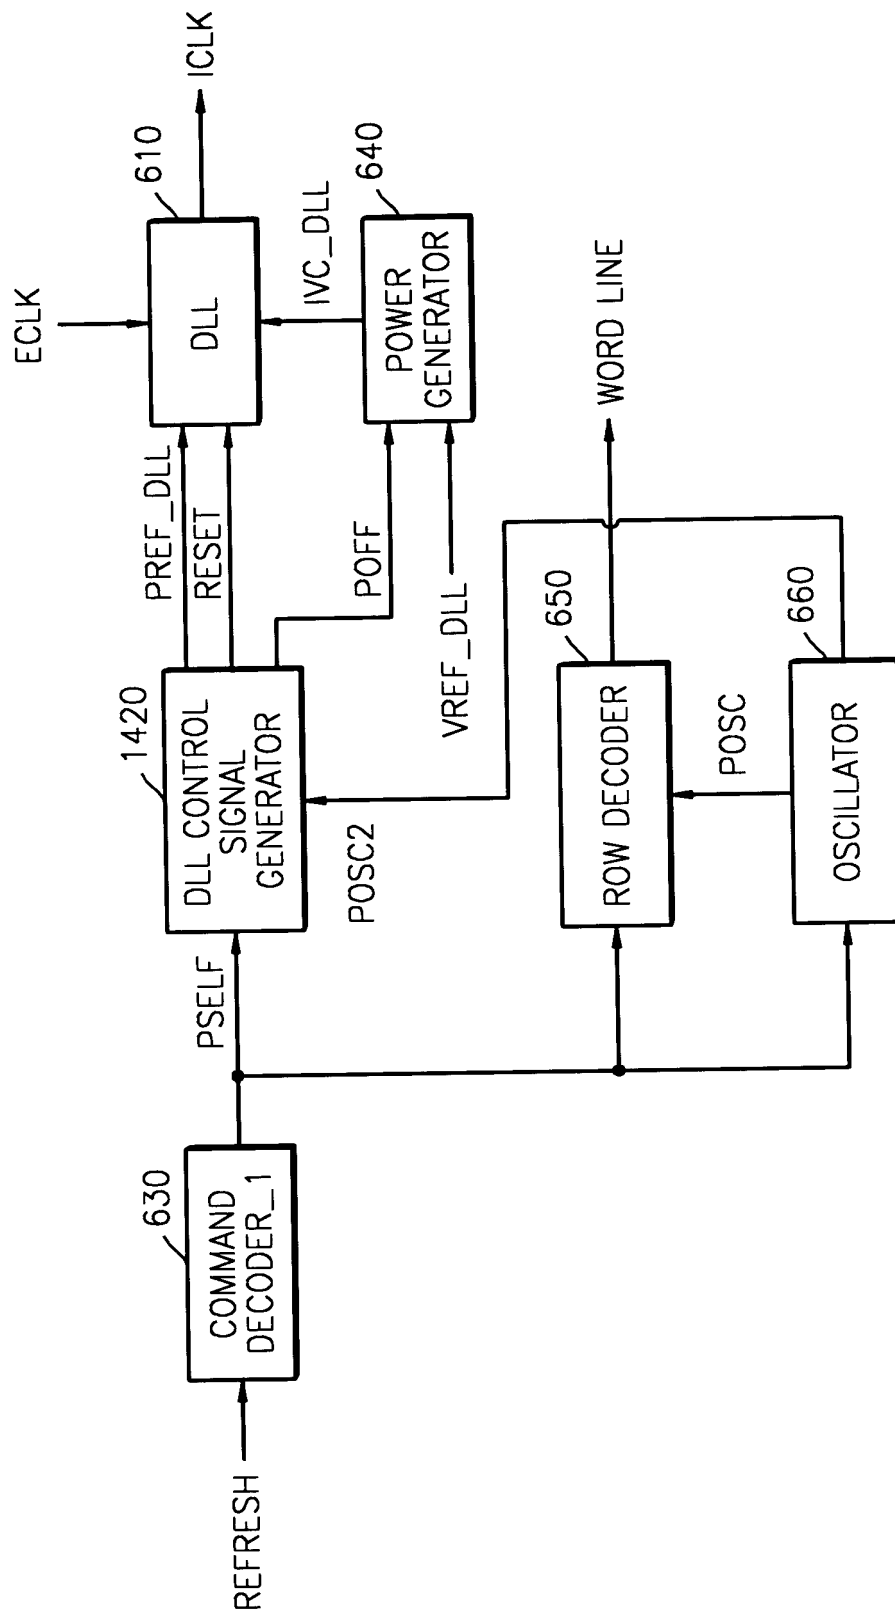 REFRESH
630
COMMAND
DECODER_1
PSELF
1420
DLL CONTROL
SIGNAL
GENERATOR
POSC2
PREF_DLL
RESET
POFF
VREF_DLL
ECLK
610
DLL
ICLK
IVC_DLL
640
POWER
GENERATOR
650
ROW DECODER
WORD LINE
POSC
660
OSCILLATOR